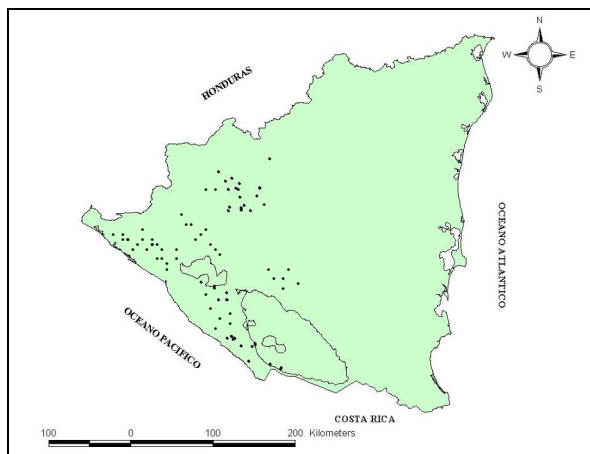 N
W E
S
HONDURAS
OCEANO ATLANTICO
OCEANO PACIFICO
COSTA RICA
100 0 100 200 Kilometers